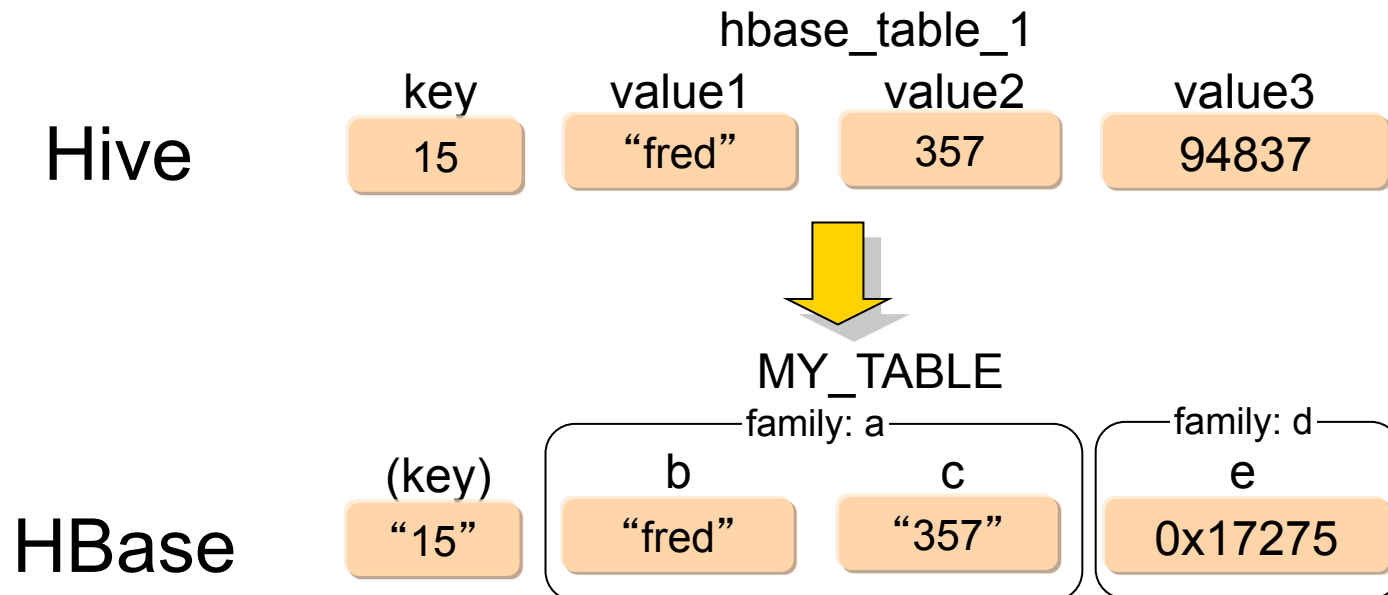 hbase_table_1
key value1 value2 value3
Hive 15 “fred” 357 94837
MY_TABLE
family: a family: d
(key) b c e
HBase “15” “fred” “357” 0x17275